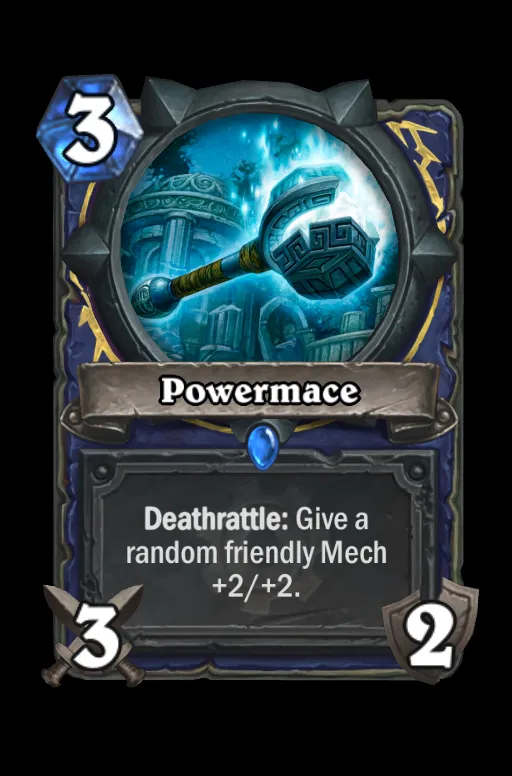 3
Powermace
Deathrattle: Give a
random friendly Mech
+2/+2.
3
2